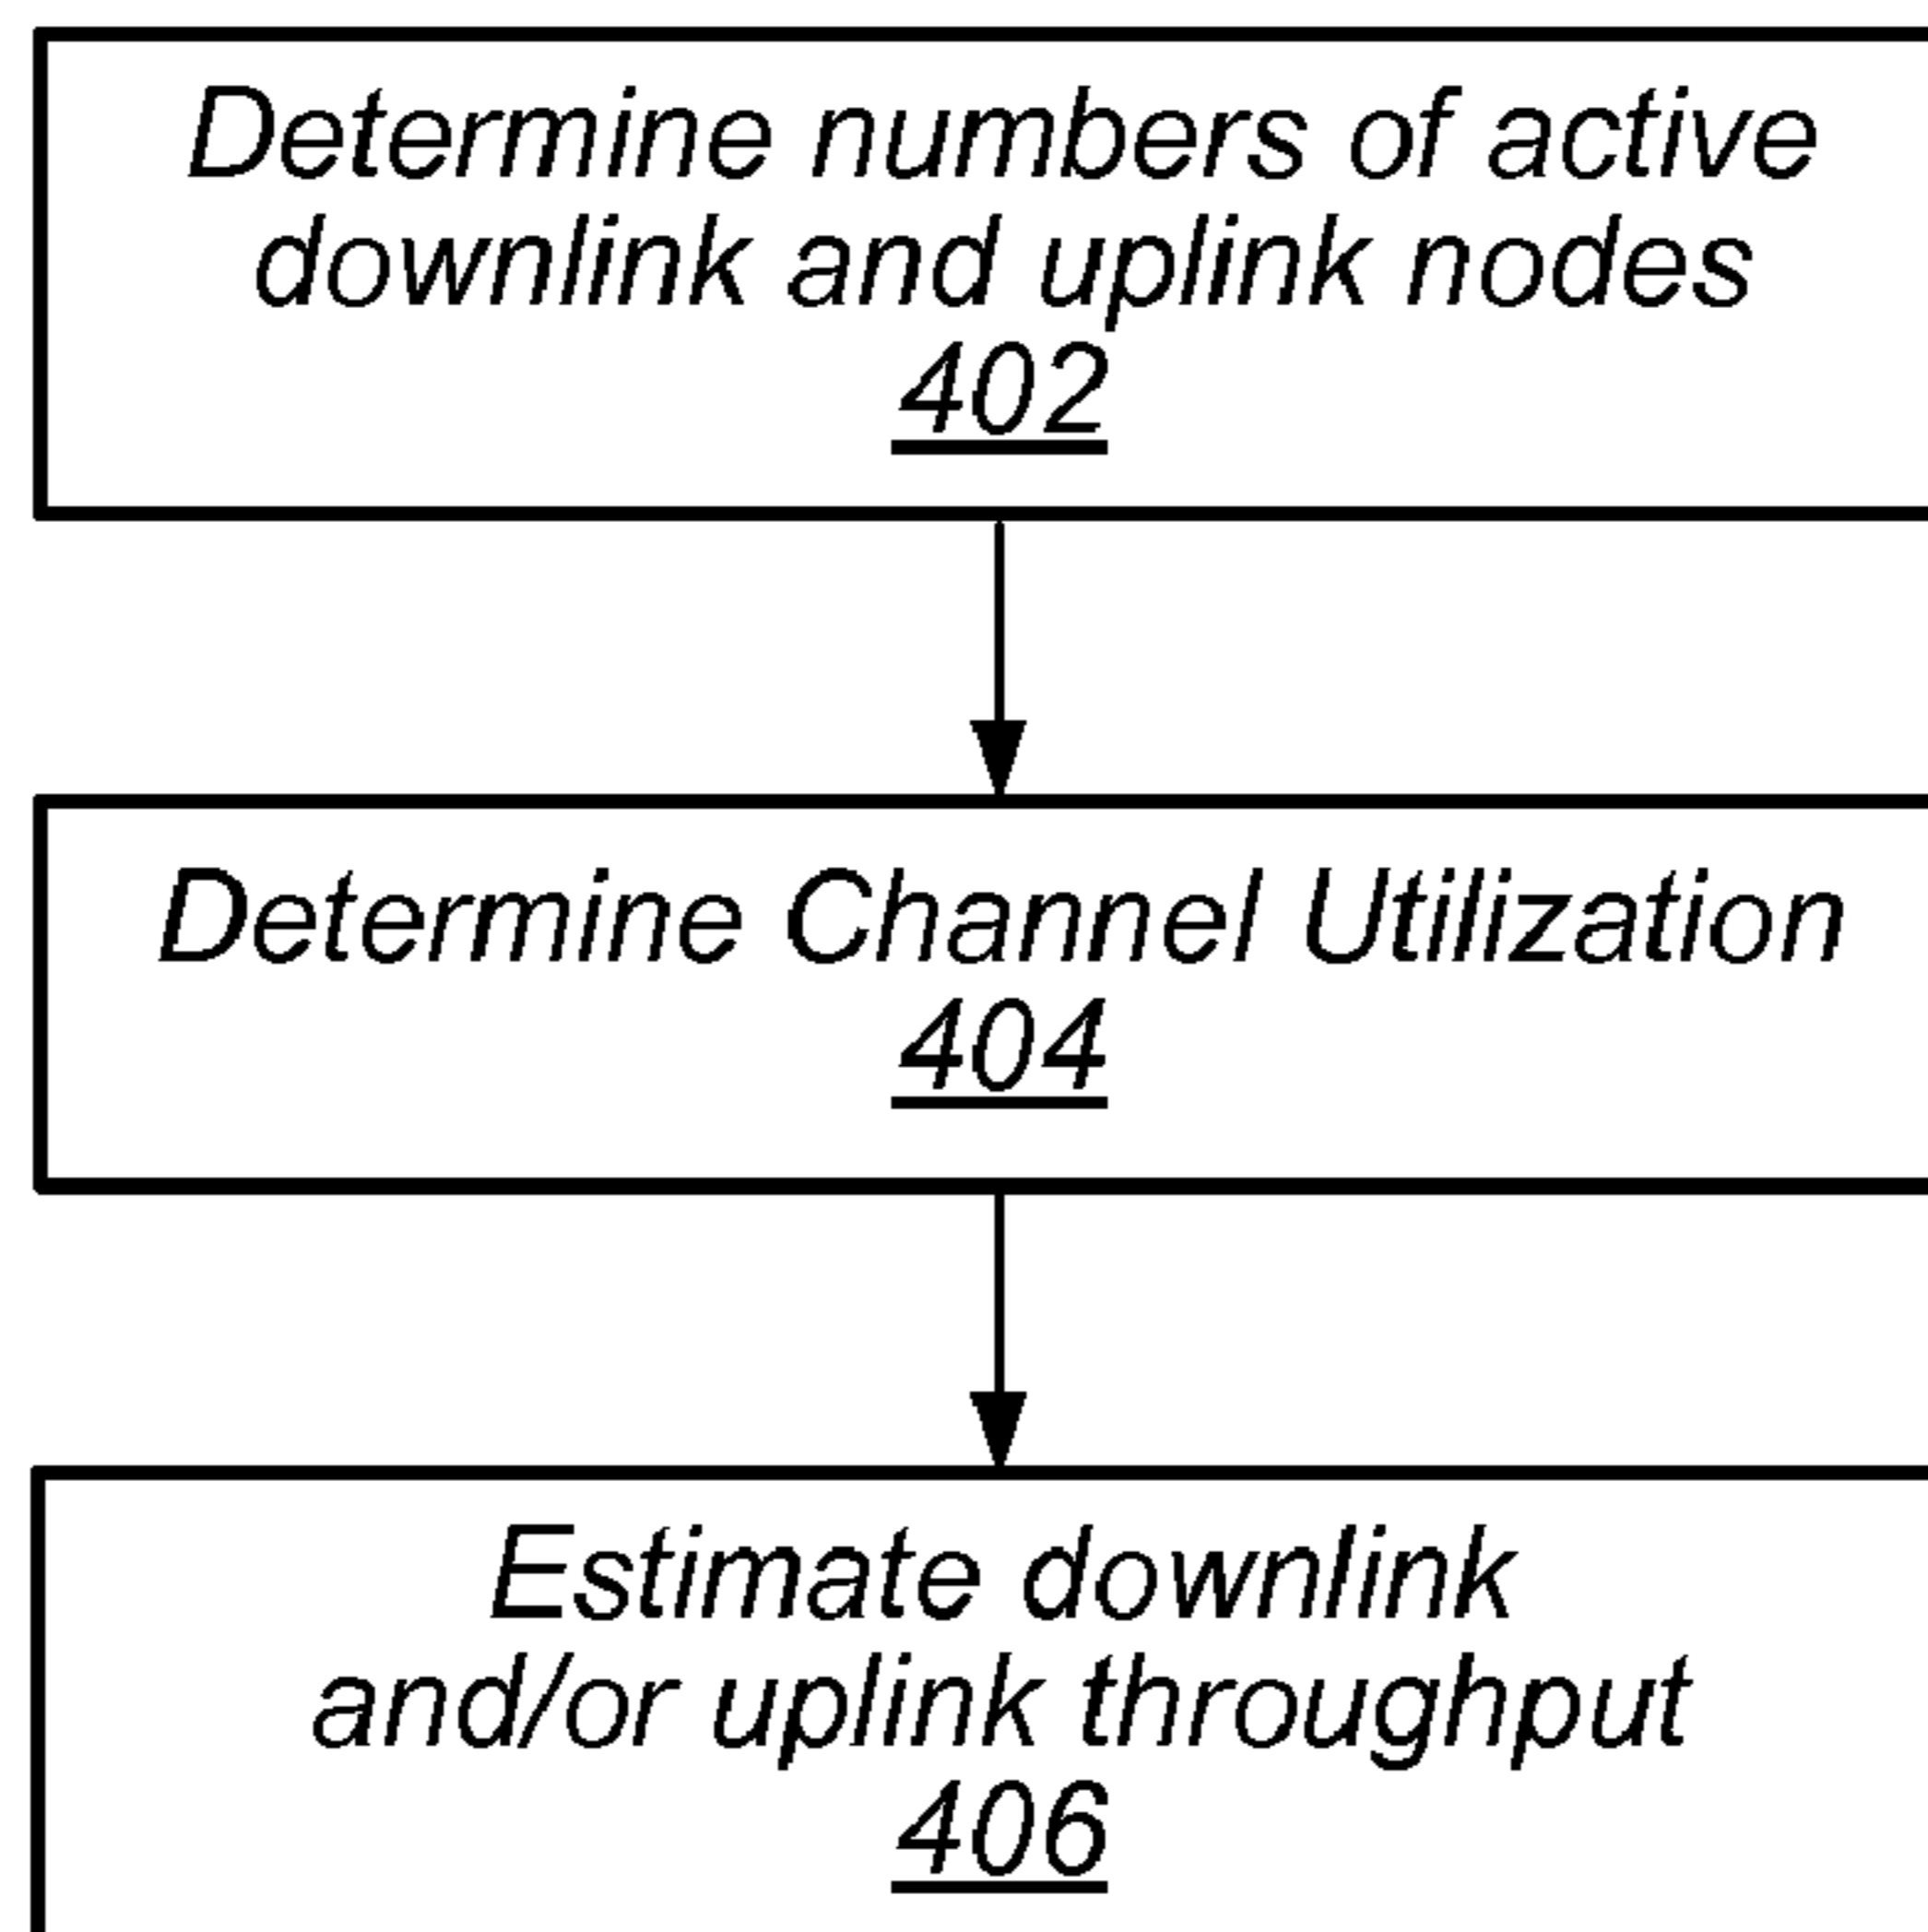 Determine numbers of active
downlink and uplink nodes
402
Determine Channel Utilization
404
Estimate downlink
and/or uplink throughput
406